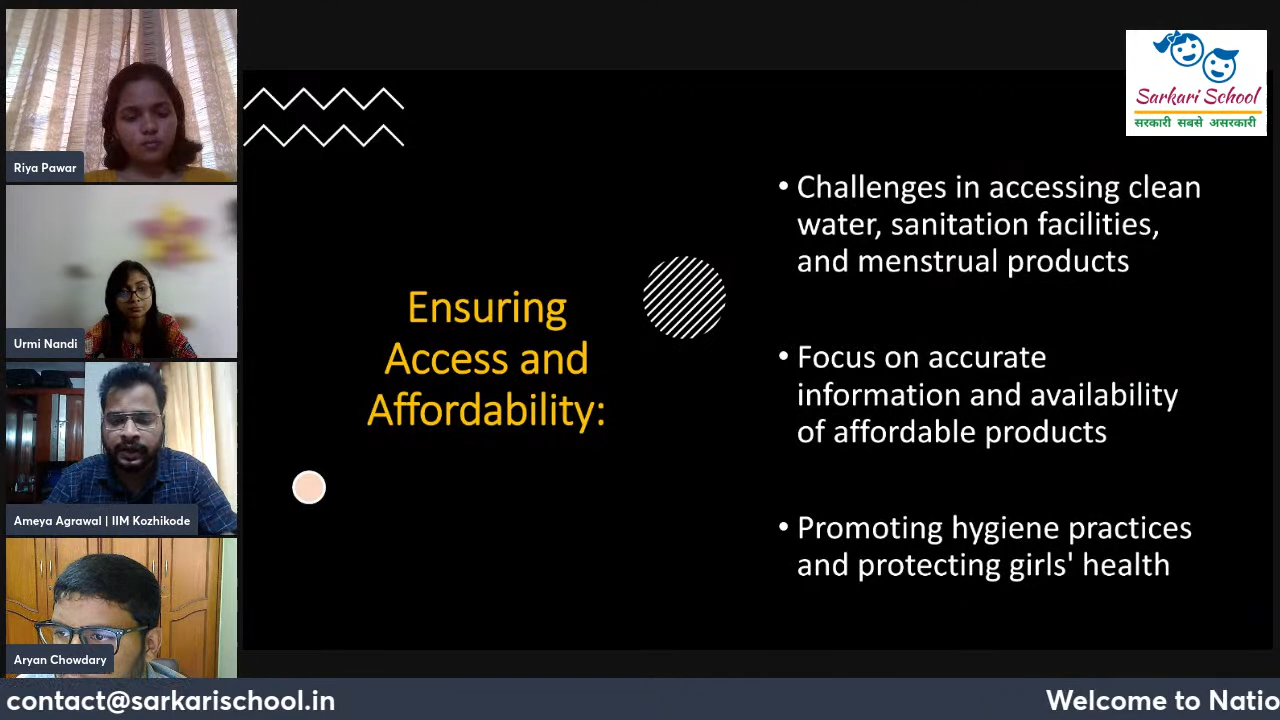 Riya Pawar
Urmi Nandi
Ameya Agrawal | IIM Kozhikode
Aryan Chowdary
Ensuring
Access and
Affordability:
Sarkari School
सरकारी सबसे असरकारी
• Challenges in accessing clean
water, sanitation facilities,
and menstrual products
• Focus on accurate
information and availability
of affordable products
• Promoting hygiene practices
and protecting girls' health
contact@sarkarischool.in
Welcome to Natio